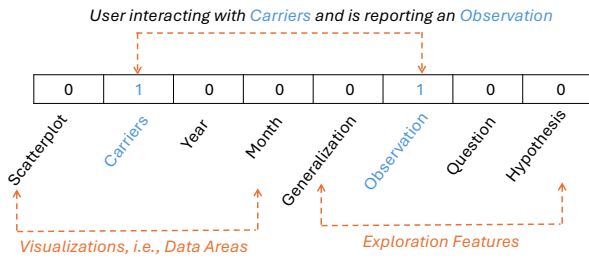 User interacting with Carriers and is reporting an Observation
0 1 0 0 0 1 0 0
Scatterplot
Carriers
Year
Month
Generalization
Observation
Question
Hypothesis
Visualizations, i.e., Data Areas
Exploration Features